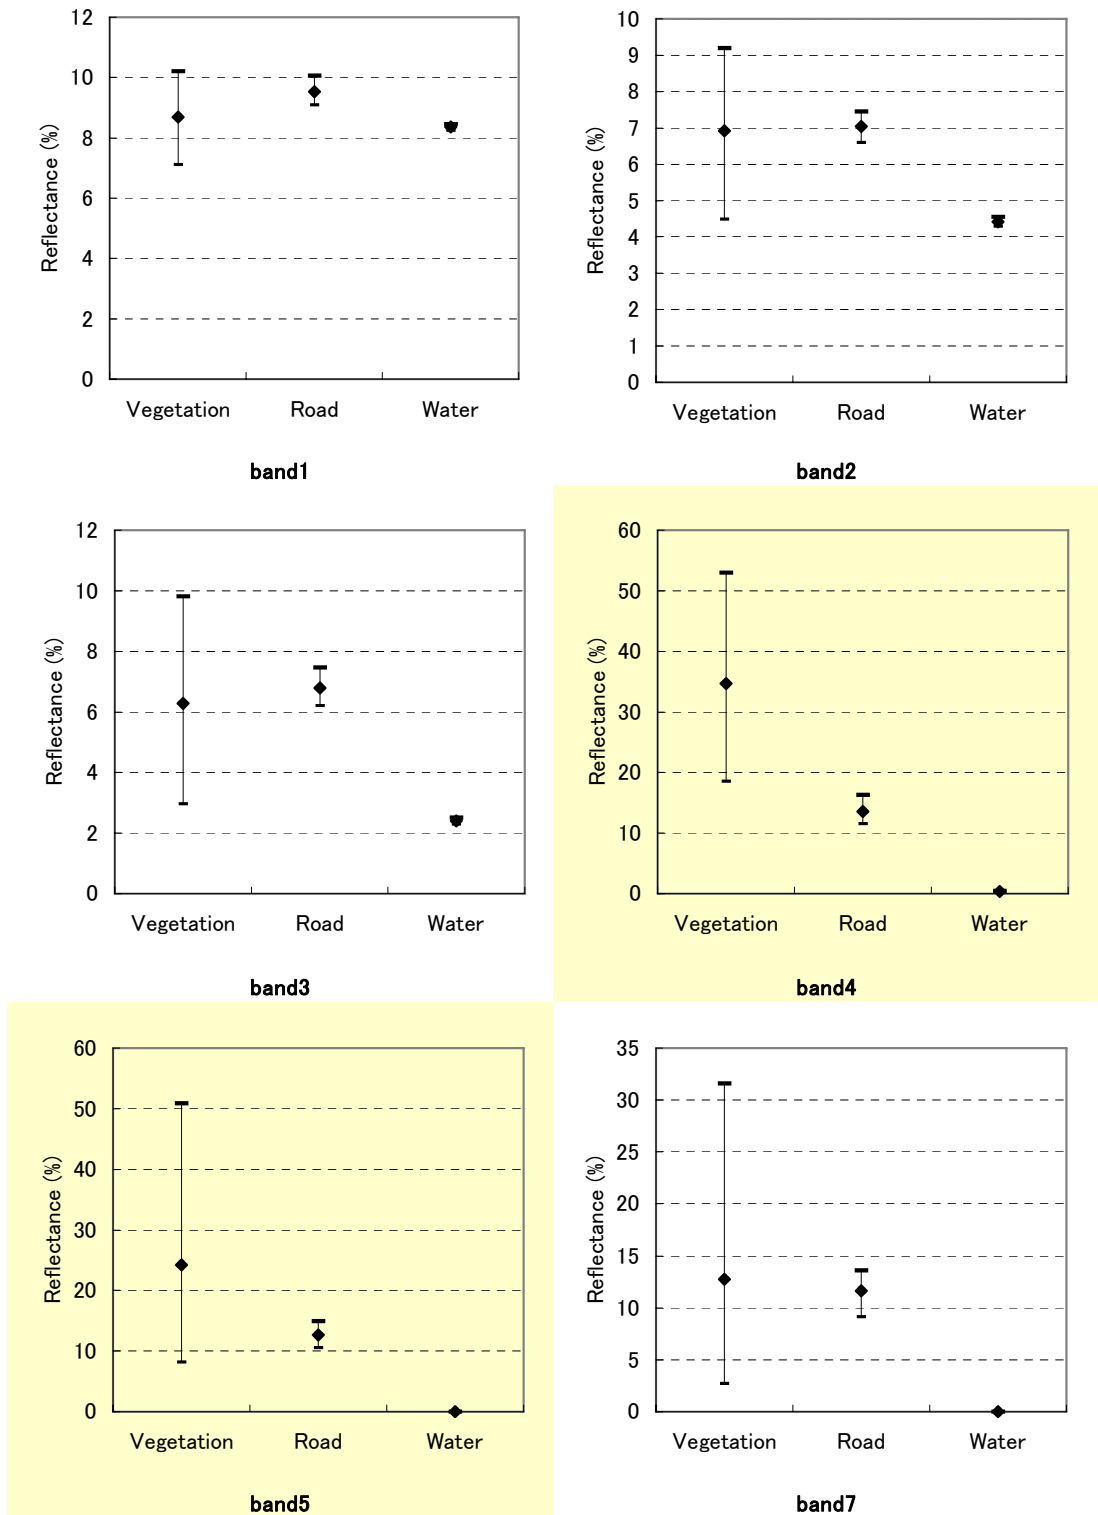 12
10
8
6
4
2
0
Reflectance (%)
Vegetation Road Water
band1
10
9
8
7
6
5
4
3
2
1
0
Reflectance (%)
Vegetation Road Water
band2
12
10
8
6
4
2
0
Reflectance (%)
Vegetation Road Water
band3
60
50
40
30
20
10
0
Reflectance (%)
Vegetation Road Water
band4
60
50
40
30
20
10
0
Reflectance (%)
Vegetation Road Water
band5
35
30
25
20
15
10
5
0
Reflectance (%)
Vegetation Road Water
band7